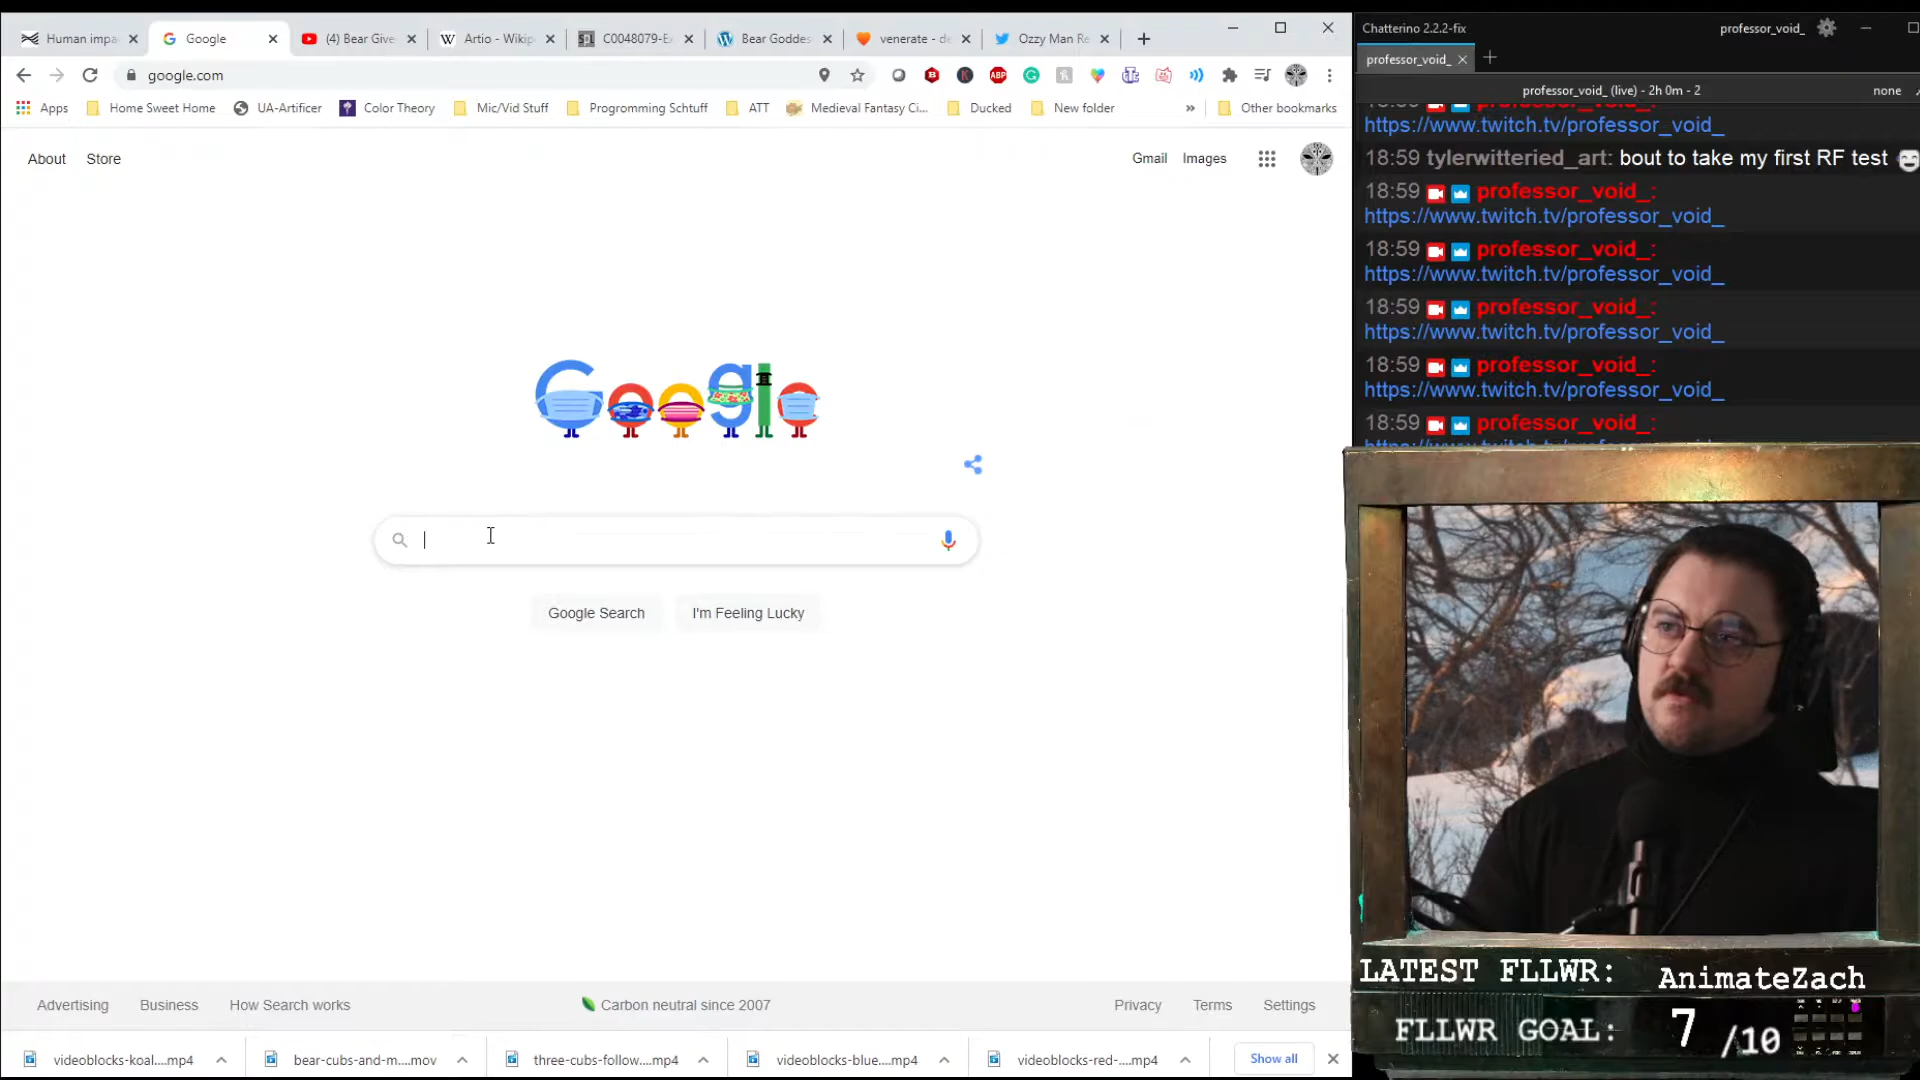 Human impa
Google
(4) Bear Give
Artio - Wikip
C0048079-E
Bear Goddes
venerate - de
Ozzy Man Re
google.com
Apps
Home Sweet Home
UA-Artificer
Color Theory
Mic/Vid Stuff
Programming Schtuff
ATT
Medieval Fantasy Ci...
Ducked
New folder
»
Other bookmarks
About
Store
Gmail
Images
Google
Google Search
I'm Feeling Lucky
Advertising
Business
How Search works
Carbon neutral since 2007
Privacy
Terms
Settings
videoblocks-koal....mp4
bear-cubs-and-m....mov
three-cubs-follow....mp4
videoblocks-blue....mp4
videoblocks-red-....mp4
Show all
Chatterino 2.2.2-fix
professor_void_
professor_void_
professor_void_ (live) - 2h 0m - 2
none
https://www.twitch.tv/professor_void_
18:59 tylerwitteried_art: bout to take my first RF test
18:59 professor_void_:
https://www.twitch.tv/professor_void_
18:59 professor_void_:
https://www.twitch.tv/professor_void_
18:59 professor_void_:
https://www.twitch.tv/professor_void_
18:59 professor_void_:
https://www.twitch.tv/professor_void_
18:59 professor_void_:
LATEST FLLWR: AnimateZach
FLLWR GOAL: 7 /10